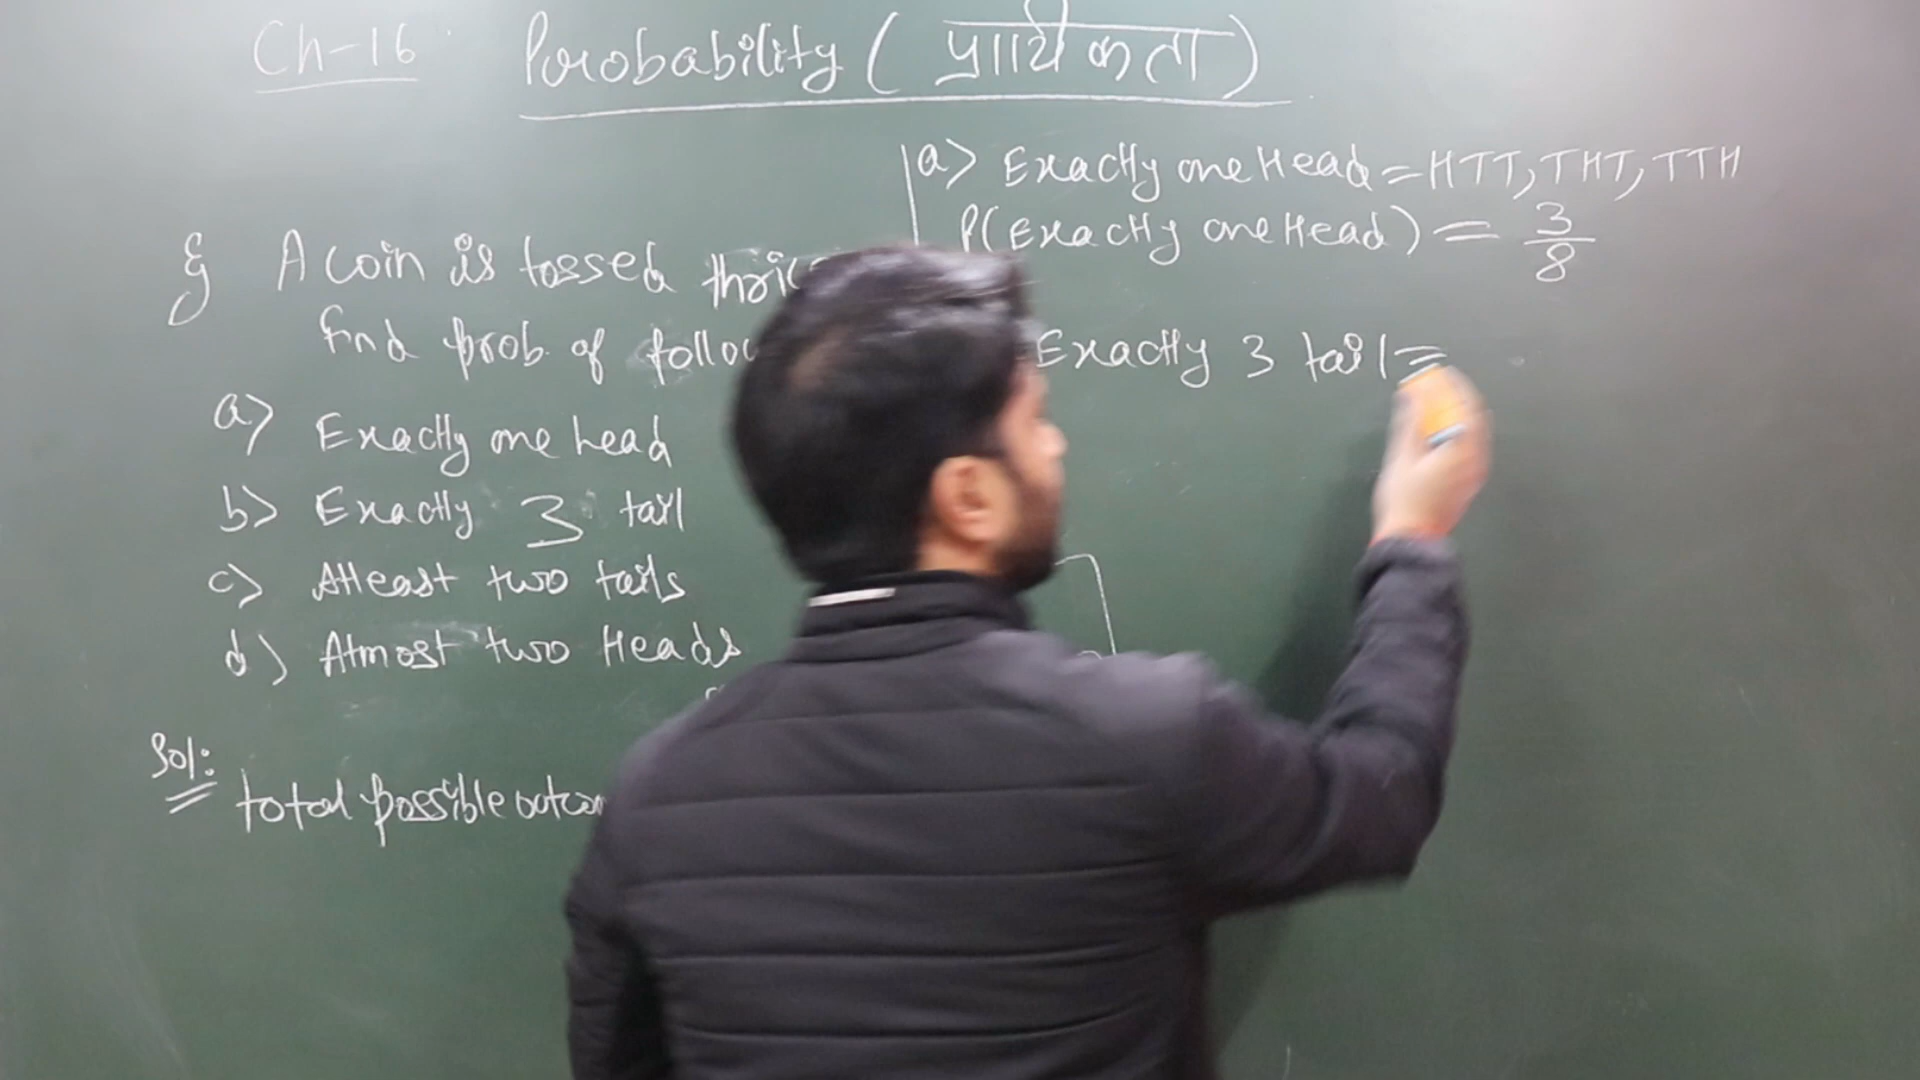 Ch-16 Probability (प्रायिकता)
Q A coin is tossed
find prob. of
a) Exactly one head
b) Exactly 3 tail
c) Atleast two tails
d) Atmost two Heads
Sol:
total possible
a) Exactly one Head = HTT, THT, TTH
P(Exactly one Head) = 3/8
Exactly 3 tail =